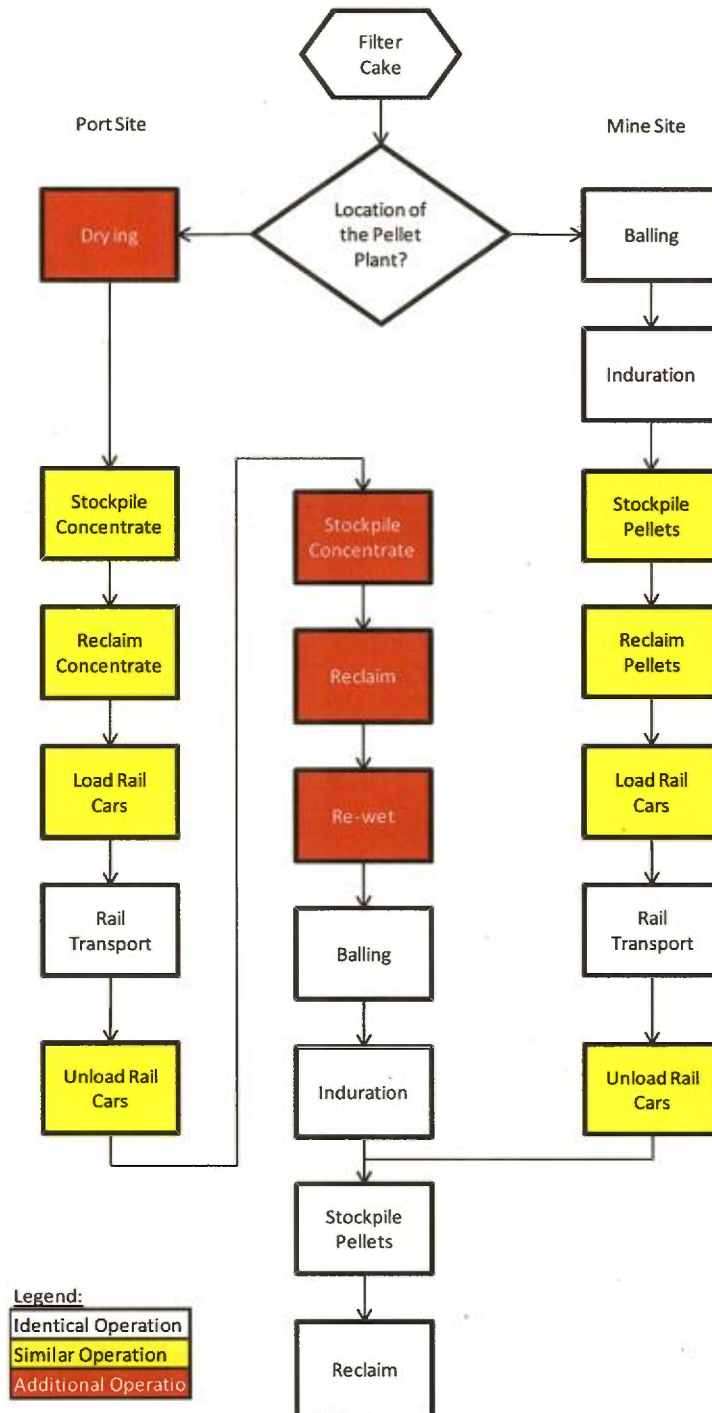 Filter
Cake
Port Site
Mine Site
Drying
Location of
the Pellet
Plant?
Balling
Induration
Stockpile
Concentrate
Stockpile
Concentrate
Stockpile
Pellets
Reclaim
Concentrate
Reclaim
Reclaim
Pellets
Load Rail
Cars
Re-wet
Load Rail
Cars
Rail
Transport
Balling
Rail
Transport
Unload Rail
Cars
Induration
Unload Rail
Cars
Stockpile
Pellets
Reclaim
Legend:
Identical Operation
Similar Operation
Additional Operatio